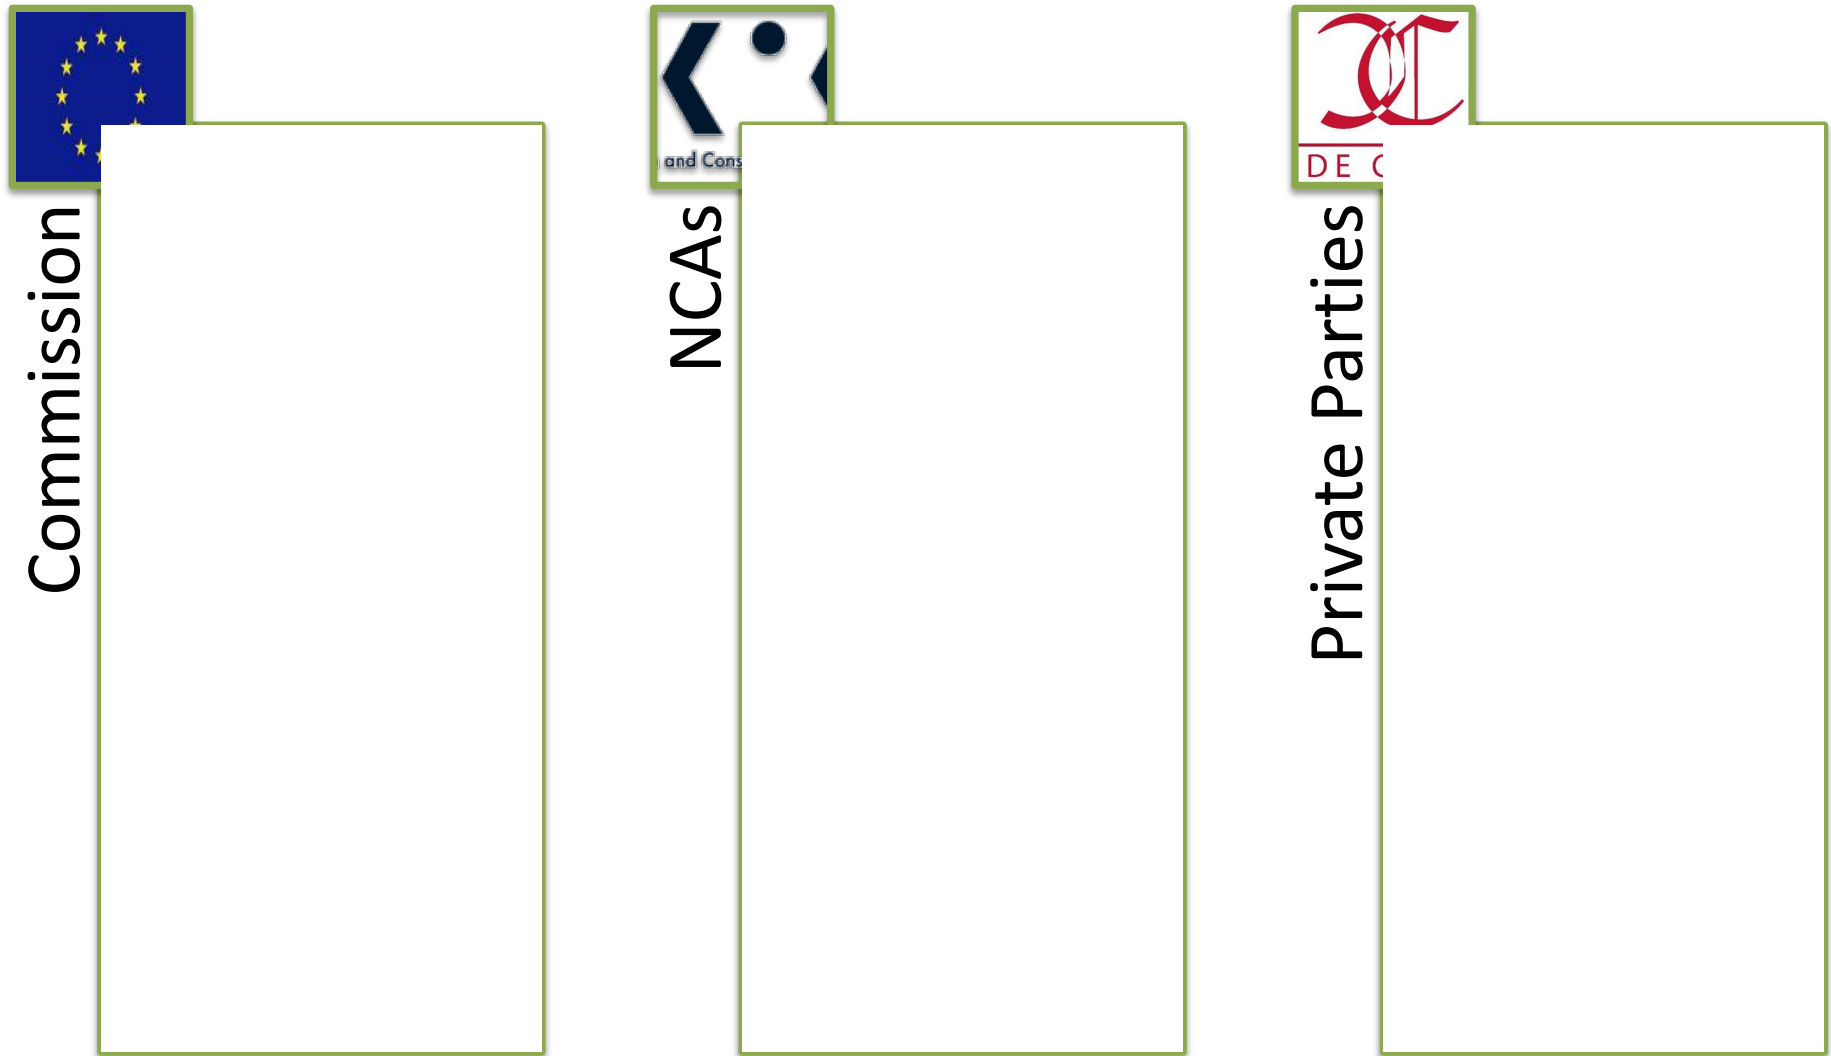 and Cons
DE
Commission
NCAs
Private Parties